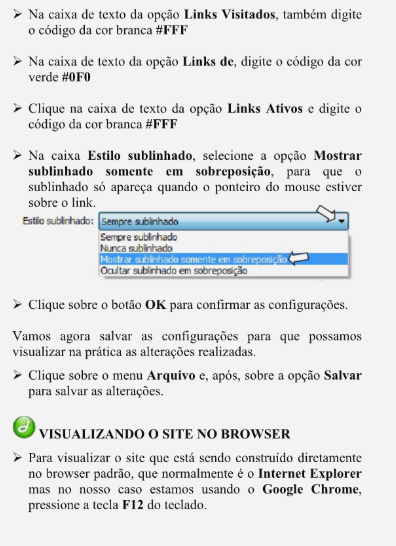 ➢ Na caixa de texto da opção Links Visitados, também digite
o código da cor branca #FFF
➢ Na caixa de texto da opção Links de, digite o código da cor
verde #0F0
➢ Clique na caixa de texto da opção Links Ativos e digite o
código da cor branca #FFF
➢ Na caixa Estilo sublinhado, selecione a opção Mostrar
sublinhado somente em sobreposição, para que o
sublinhado só apareça quando o ponteiro do mouse estiver
sobre o link.
Estilo sublinhado: Sempre sublinhado
Sempre sublinhado
Nunca sublinhado
Mostrar sublinhado somente em sobreposição
Ocultar sublinhado em sobreposição
➢ Clique sobre o botão OK para confirmar as configurações.
Vamos agora salvar as configurações para que possamos
visualizar na prática as alterações realizadas.
➢ Clique sobre o menu Arquivo e, após, sobre a opção Salvar
para salvar as alterações.
d VISUALIZANDO O SITE NO BROWSER
➢ Para visualizar o site que está sendo construído diretamente
no browser padrão, que normalmente é o Internet Explorer
mas no nosso caso estamos usando o Google Chrome,
pressione a tecla F12 do teclado.